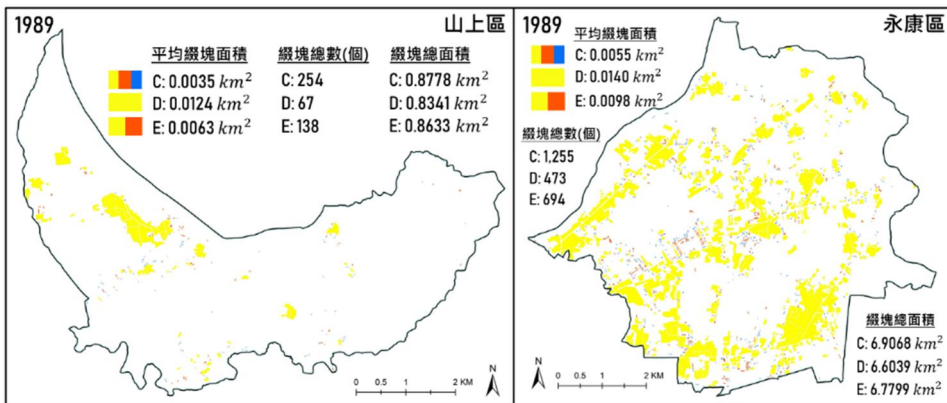 1989
山上區
平均綴塊面積
綴塊總數(個)
綴塊總面積
C: 0.0035 km²
C: 254
C: 0.8778 km²
D: 0.0124 km²
D: 67
D: 0.8341 km²
E: 0.0063 km²
E: 138
E: 0.8633 km²
0 0.5 1 2 KM
N
1989
永康區
平均綴塊面積
C: 0.0055 km²
D: 0.0140 km²
E: 0.0098 km²
綴塊總數(個)
C: 1,255
D: 473
E: 694
綴塊總面積
C: 6.9068 km²
D: 6.6039 km²
E: 6.7799 km²
0 0.5 1 2 KM
N